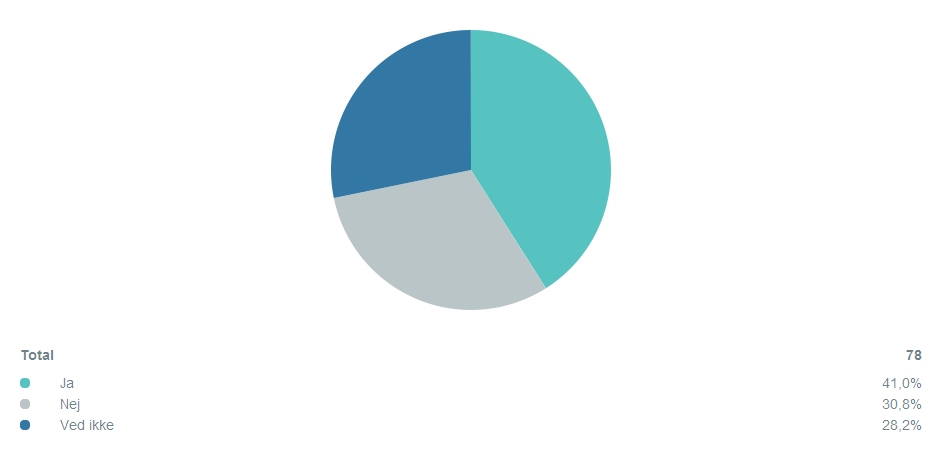 Total 78
Ja 41,0%
Nej 30,8%
Ved ikke 28,2%